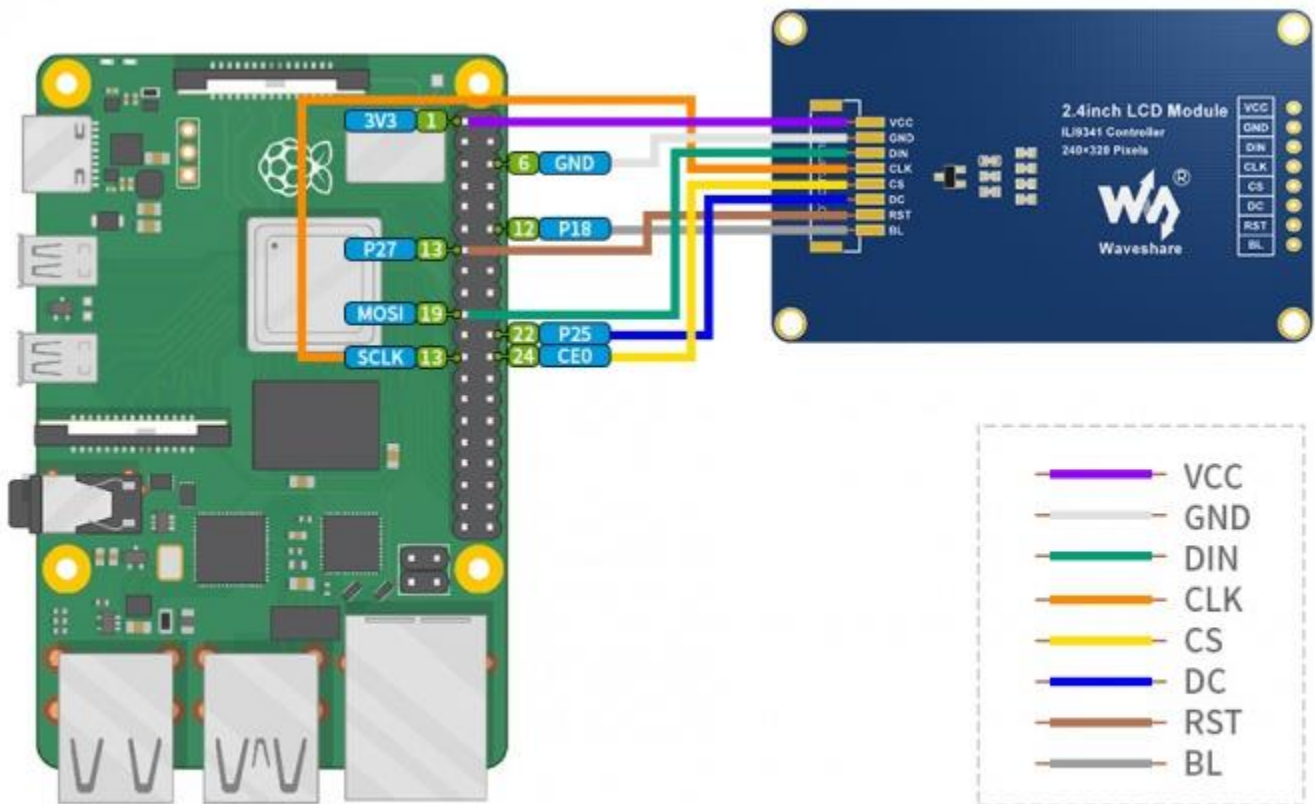 3V3 1
6 GND
12 P18
P27 13
MOSI 19
22 P25
SCLK 13
24 CE0
VCC
GND
DIN
CLK
CS
DC
RST
BL
2.4inch LCD Module
ILI9341 Controller
240×320 Pixels
®
Waveshare
VCC
GND
DIN
CLK
CS
DC
RST
BL
VCC
GND
DIN
CLK
CS
DC
RST
BL